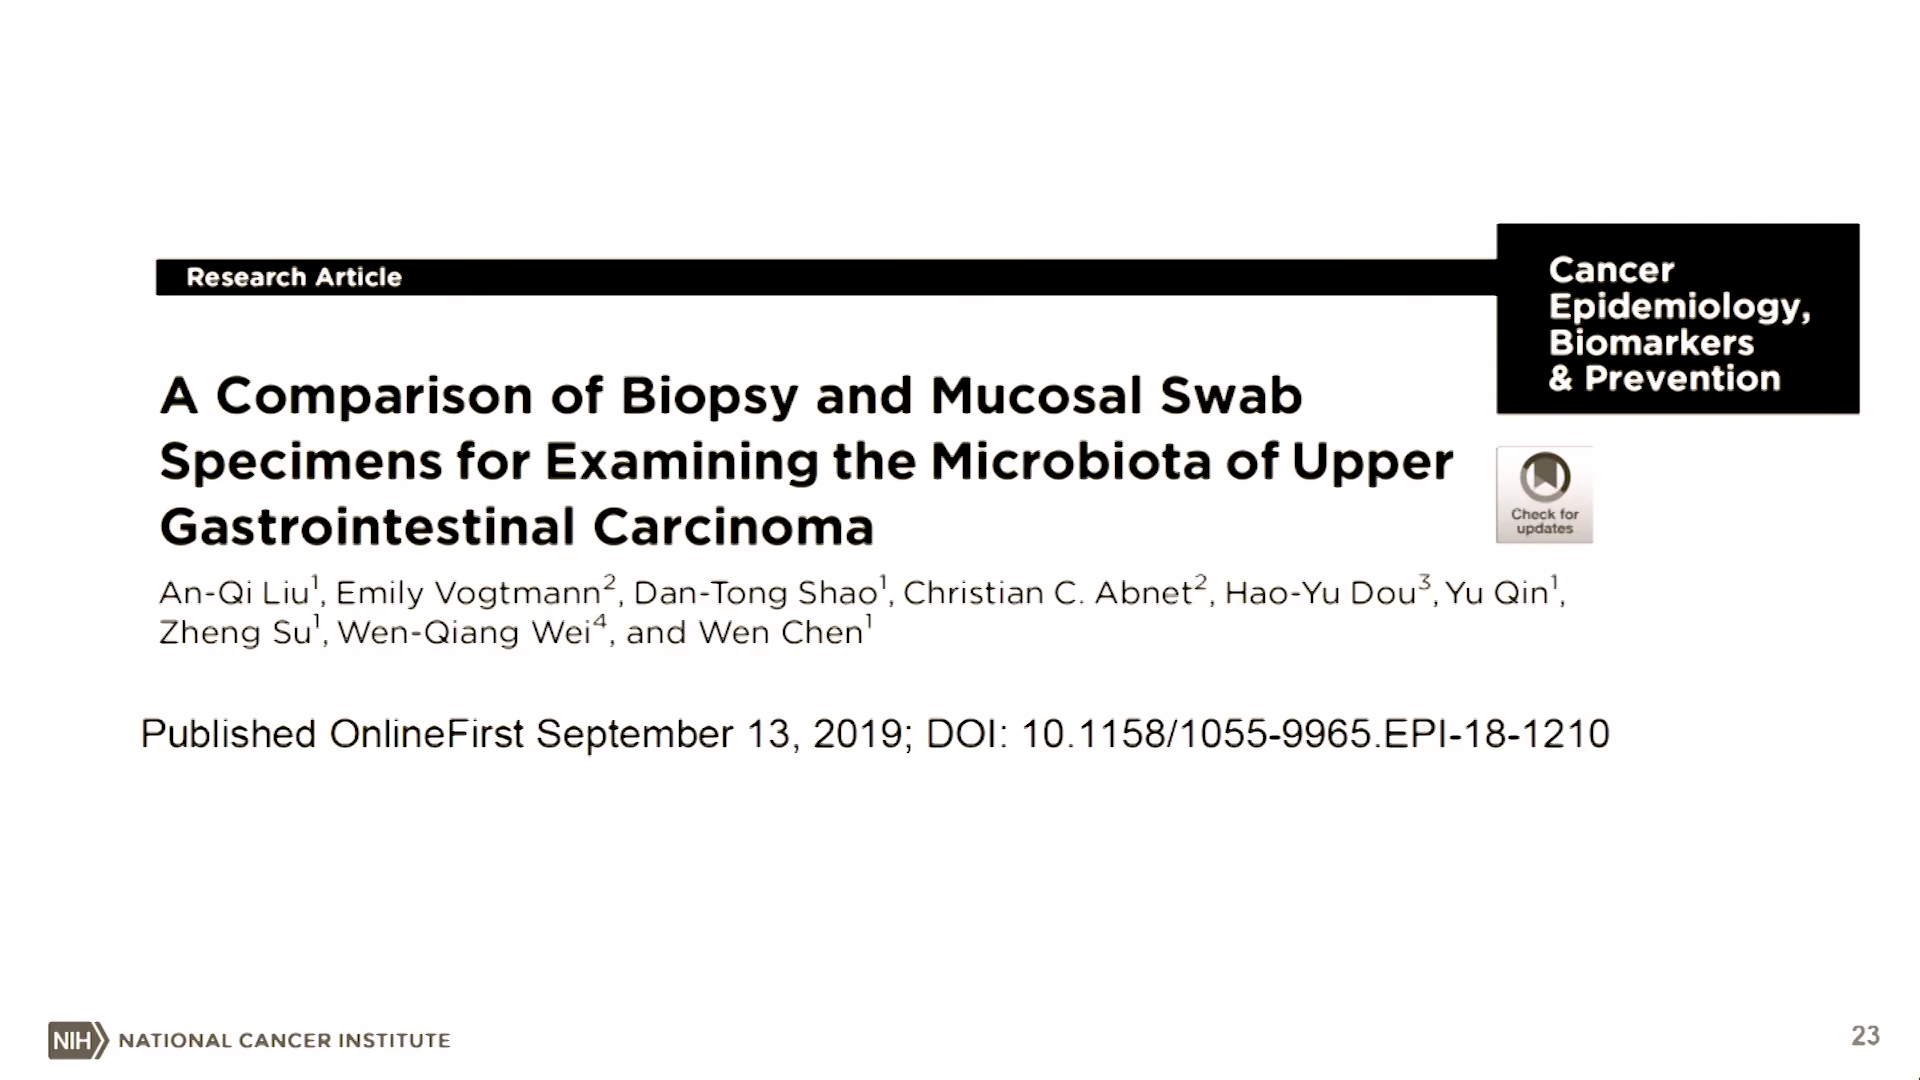 Research Article
Cancer
Epidemiology,
Biomarkers
& Prevention
A Comparison of Biopsy and Mucosal Swab
Specimens for Examining the Microbiota of Upper
Gastrointestinal Carcinoma
Check for
updates
An-Qi Liu¹, Emily Vogtmann², Dan-Tong Shao¹, Christian C. Abnet², Hao-Yu Dou³, Yu Qin¹,
Zheng Su¹, Wen-Qiang Wei⁴, and Wen Chen¹
Published OnlineFirst September 13, 2019; DOI: 10.1158/1055-9965.EPI-18-1210
NIH NATIONAL CANCER INSTITUTE
23